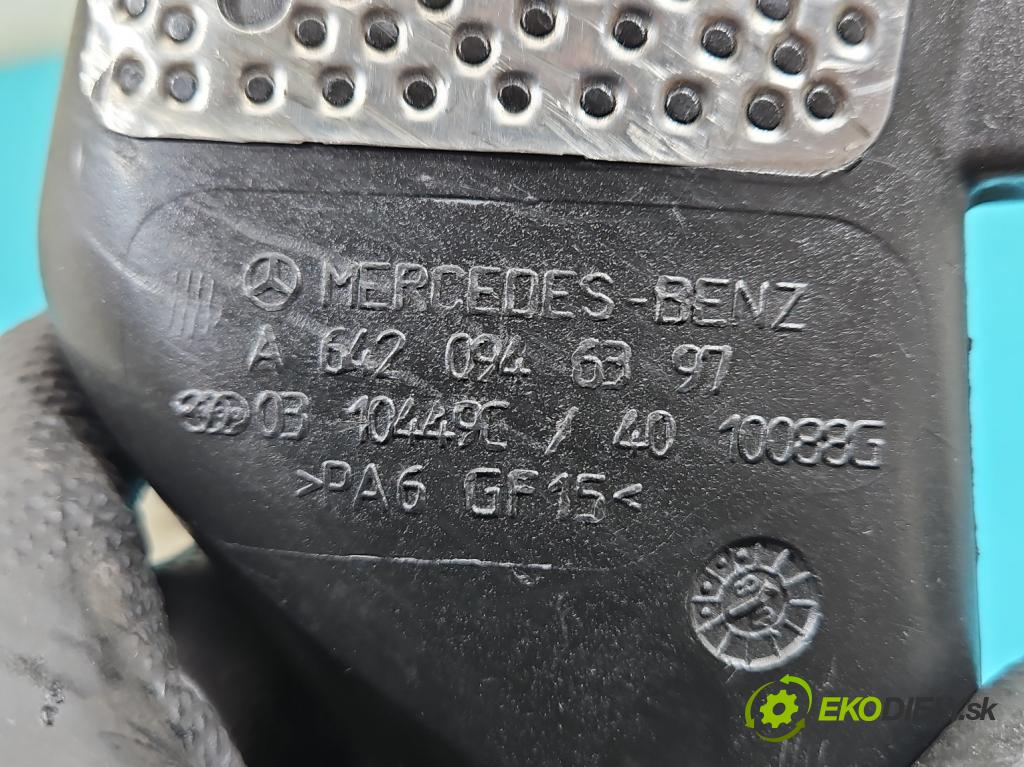 MERCEDES-BENZ
A 642 094 63 97
03 10449C / 40 10088G
>PA6 GF15<
EKODIELY.sk